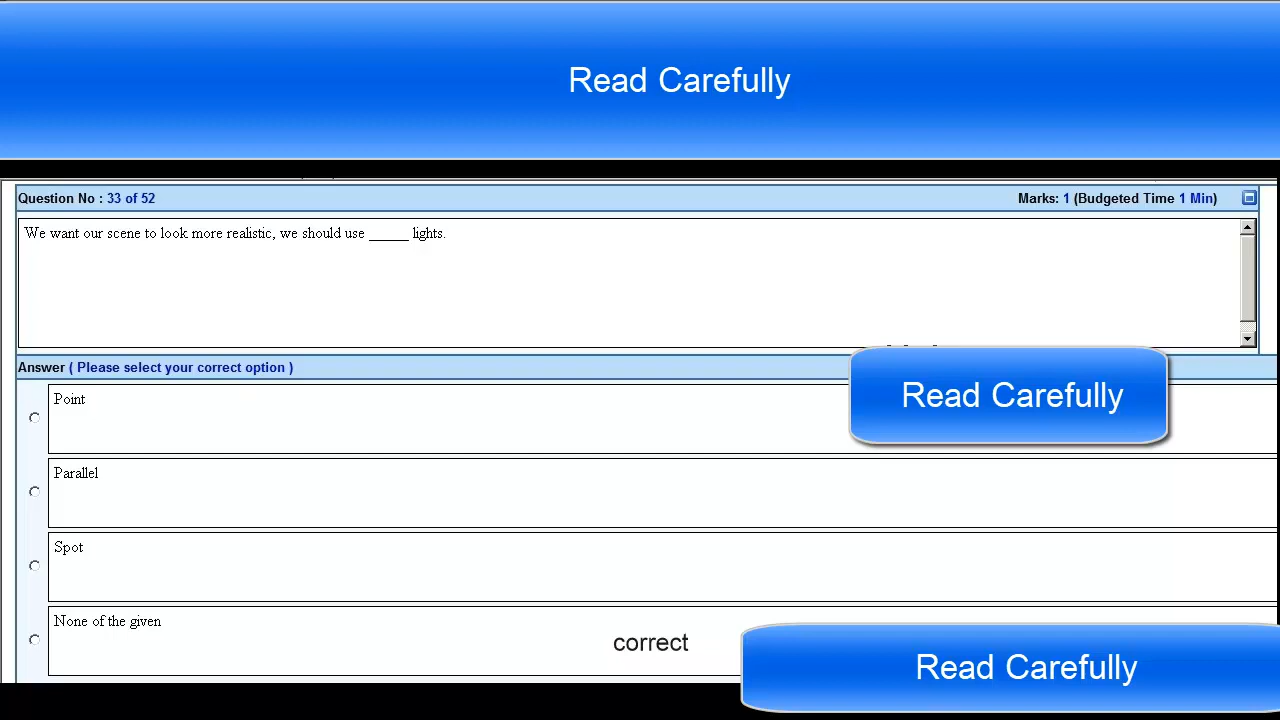 Read Carefully
Question No : 33 of 52 Marks: 1 (Budgeted Time 1 Min)
We want our scene to look more realistic, we should use _____ lights.
Answer ( Please select your correct option )
Read Carefully
Point
Parallel
Spot
None of the given
correct
Read Carefully